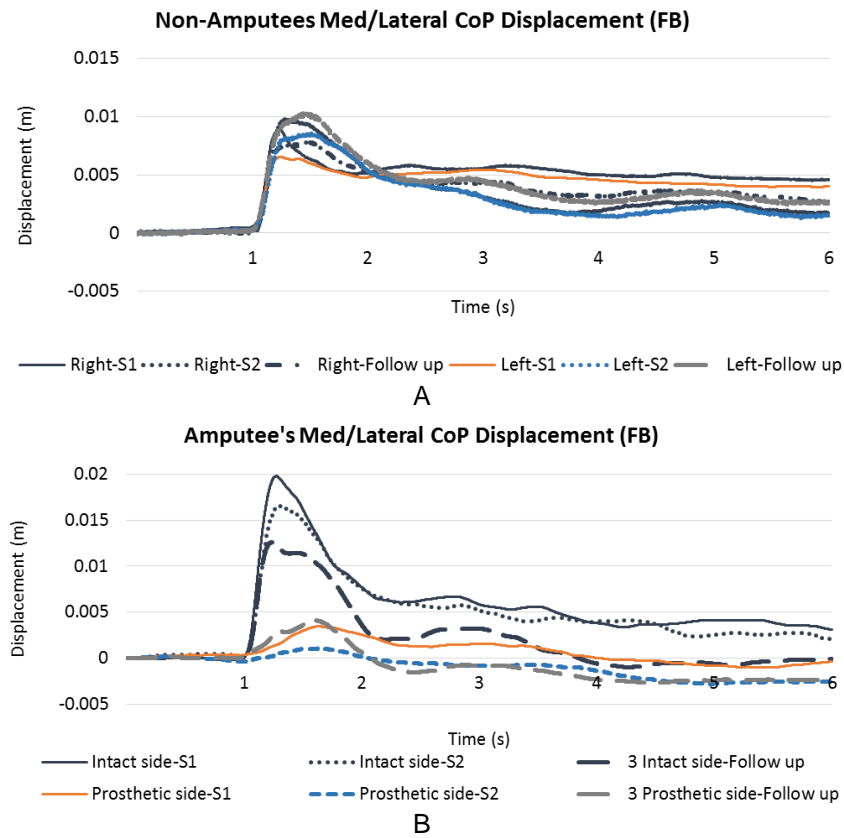 Non-Amputees Med/Lateral CoP Displacement (FB)
0.015
0.01
0.005
0
-0.005
Displacement (m)
1 2 3 4 5 6
Time (s)
Right-S1 Right-S2 Right-Follow up Left-S1 Left-S2 Left-Follow up
A
Amputee's Med/Lateral CoP Displacement (FB)
0.02
0.015
0.01
0.005
0
-0.005
Displacement (m)
1 2 3 4 5 6
Time (s)
Intact side-S1 Intact side-S2 3 Intact side-Follow up
Prosthetic side-S1 Prosthetic side-S2 3 Prosthetic side-Follow up
B